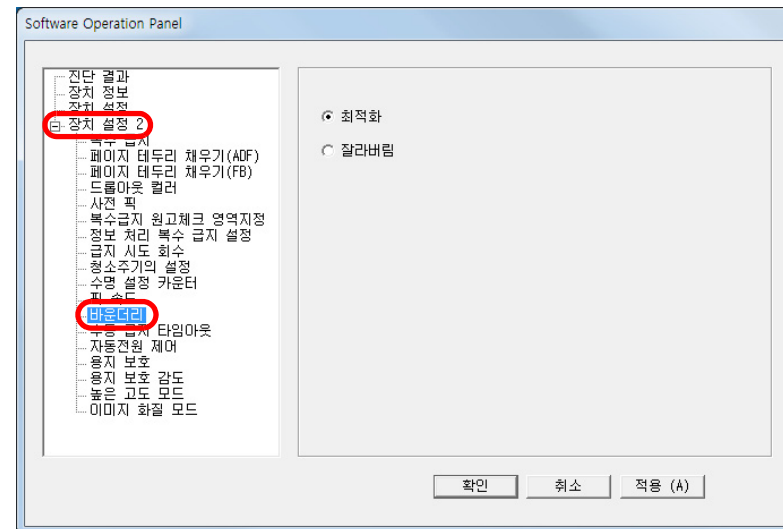 Software Operation Panel
진단 결과
장치 정보
장치 설정
장치 설정 2
복수 급지
페이지 테두리 채우기(ADF)
페이지 테두리 채우기(FB)
드롭아웃 컬러
사전 픽
복수급지 원고체크 영역지정
정보 처리 복수 급지 설정
급지 시도 회수
청소주기의 설정
수명 설정 카운터
픽 속도
바운더리
수동 급지 타임아웃
자동전원 제어
용지 보호
용지 보호 감도
높은 고도 모드
이미지 화질 모드
최적화
잘라버림
확인
취소
적용 (A)